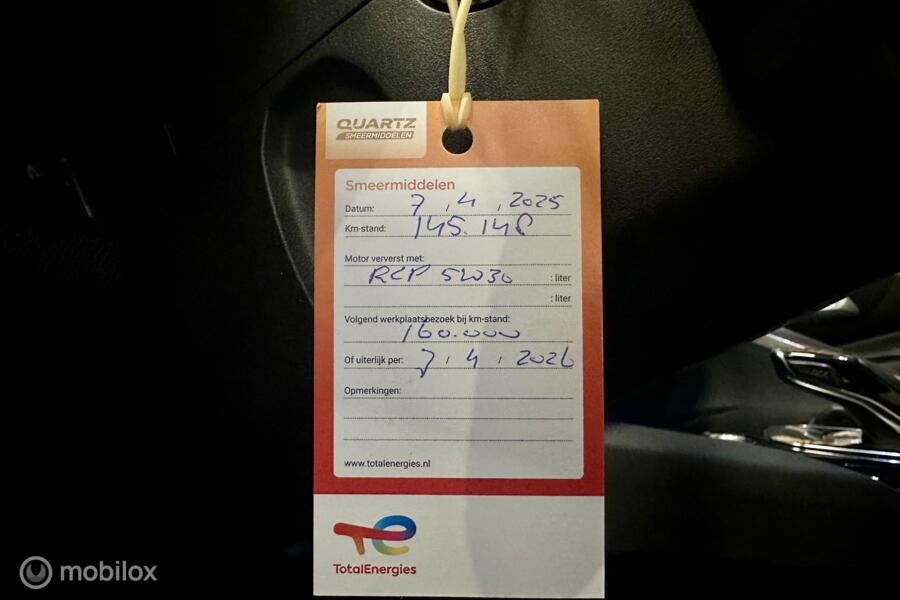 QUARTZ
SMEERMIDDELEN
Smeermiddelen
Datum: 7, 4, 2025
Km-stand: 145.148
Motor ververst met:
RCP 5W30 : liter
: liter
Volgend werkplaatsbezoek bij km-stand:
160.000
Of uiterlijk per: 7, 4, 2026
Opmerkingen:
www.totalenergies.nl
TotalEnergies
mobilox